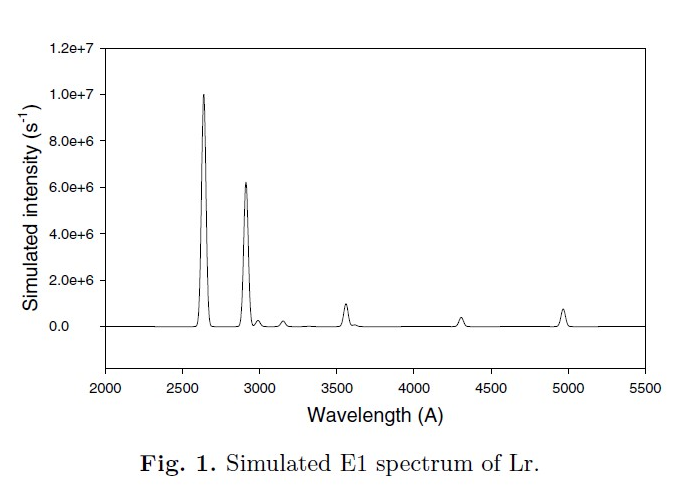 1.2e+7
1.0e+7
8.0e+6
6.0e+6
4.0e+6
2.0e+6
0.0
Simulated intensity (s⁻¹)
2000 2500 3000 3500 4000 4500 5000 5500
Wavelength (A)
Fig. 1. Simulated E1 spectrum of Lr.